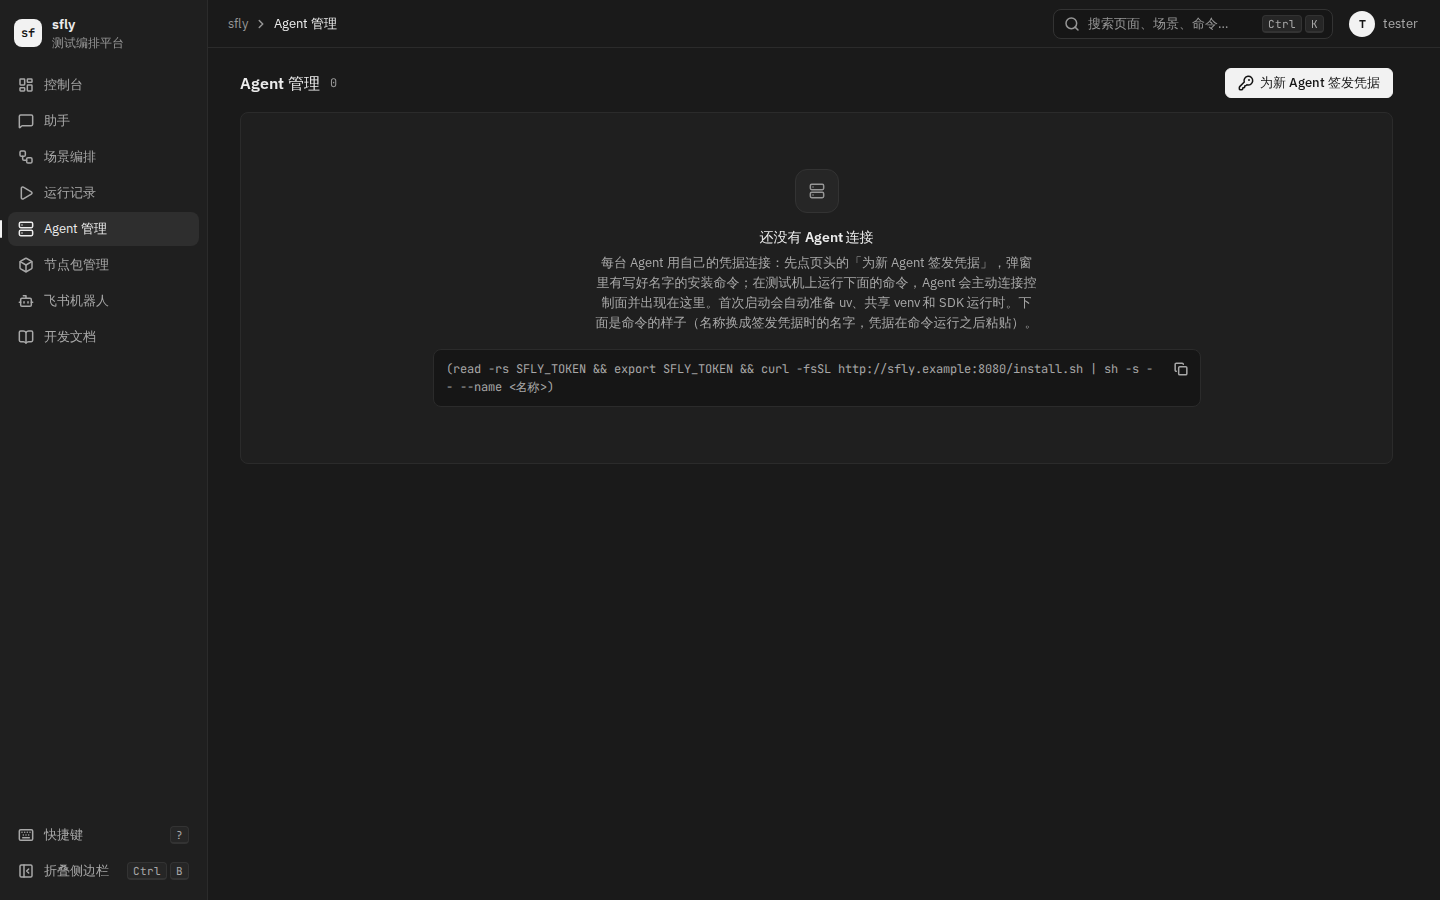 sf
sfly
测试编排平台
控制台
助手
场景编排
运行记录
Agent 管理
节点包管理
飞书机器人
开发文档
快捷键 ?
折叠侧边栏 Ctrl B
sfly > Agent 管理
搜索页面、场景、命令... Ctrl K
T tester
Agent 管理 0
为新 Agent 签发凭据
还没有 Agent 连接
每台 Agent 用自己的凭据连接：先点页头的「为新 Agent 签发凭据」，弹窗
里有写好名字的安装命令；在测试机上运行下面的命令，Agent 会主动连接控
制面并出现在这里。首次启动会自动准备 uv、共享 venv 和 SDK 运行时。下
面是命令的样子（名称换成签发凭据时的名字，凭据在命令运行之后粘贴）。
(read -rs SFLY_TOKEN && export SFLY_TOKEN && curl -fsSL http://sfly.example:8080/install.sh | sh -s -
- --name <名称>)